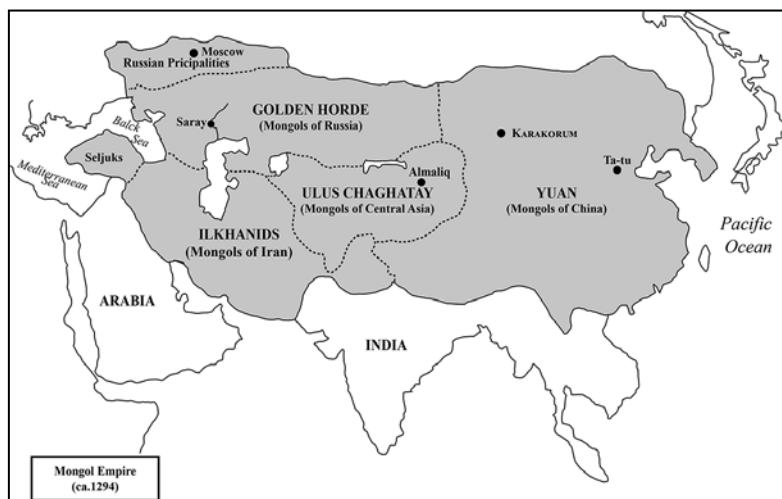 Moscow
Russian Pricipalities
GOLDEN HORDE
(Mongols of Russia)
Saray
Balck
Sea
KARAKORUM
Seljuks
Mediterranean
Sea
Almaliq
Ta-tu
ULUS CHAGHATAY
(Mongols of Central Asia)
YUAN
(Mongols of China)
ILKHANIDS
(Mongols of Iran)
Pacific
Ocean
ARABIA
INDIA
Mongol Empire
(ca.1294)